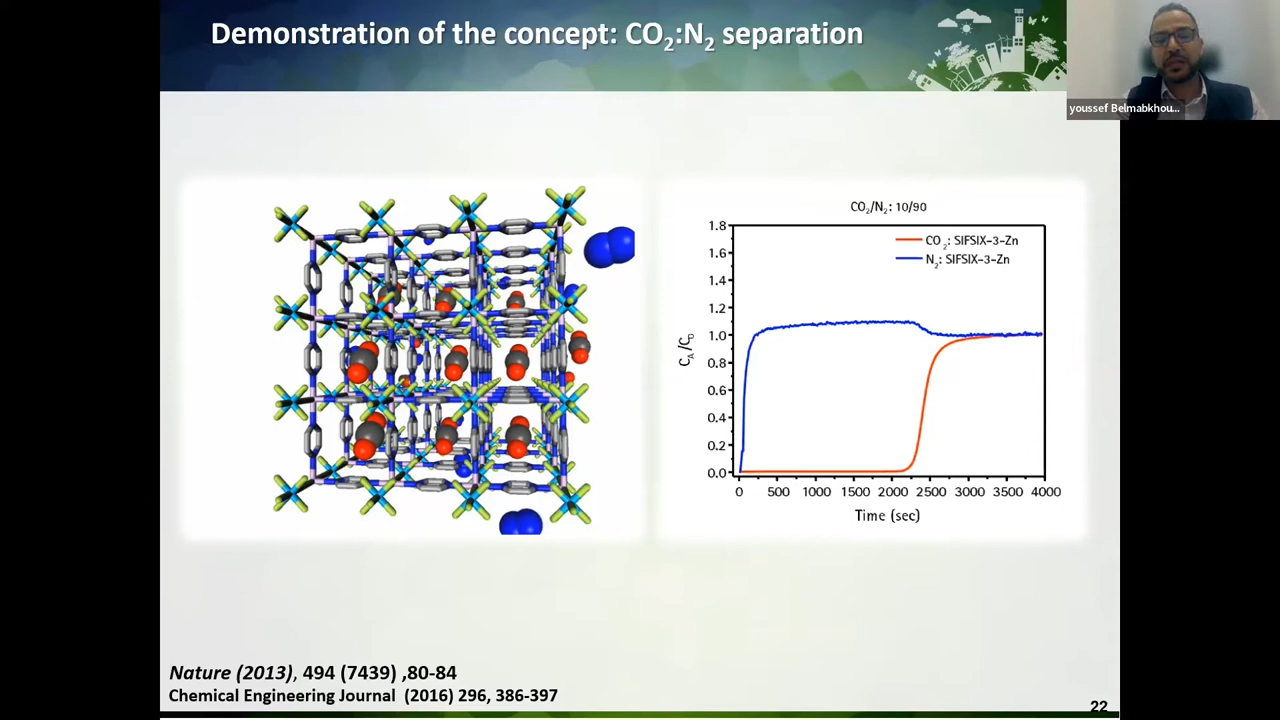 Demonstration of the concept: CO₂:N₂ separation
youssef Belmabkhou...
CO₂/N₂: 10/90
CO₂: SIFSIX-3-Zn
N₂: SIFSIX-3-Zn
1.8
1.6
1.4
1.2
1.0
0.8
0.6
0.4
0.2
0.0
C_A/C_0
0 500 1000 1500 2000 2500 3000 3500 4000
Time (sec)
Nature (2013), 494 (7439) ,80-84
Chemical Engineering Journal (2016) 296, 386-397
22